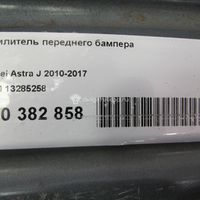 илитель переднего бампера
el Astra J 2010-2017
13285258
0 382 858